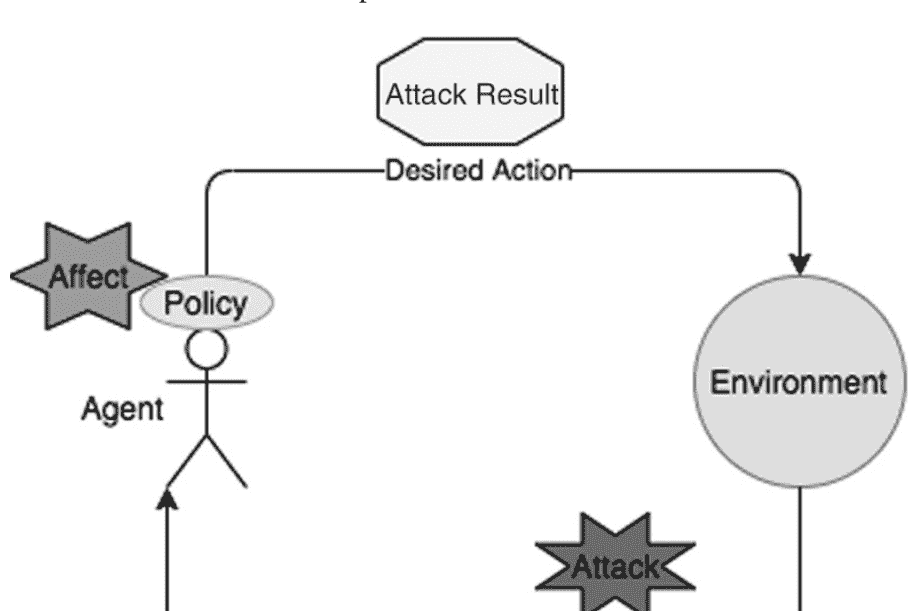 Attack Result
Desired Action
Affect
Policy
Environment
Agent
Attack